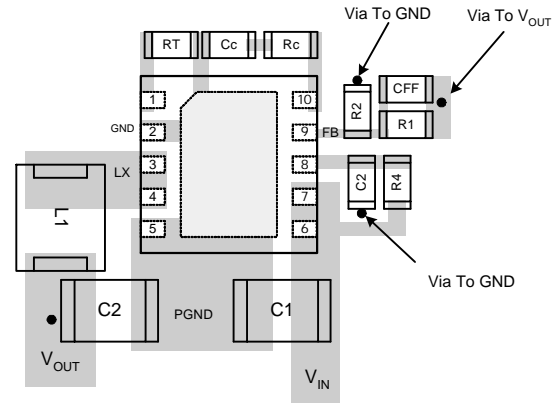 Via To GND
Via To VOUT
RT
Cc
Rc
CFF
R2
R1
1
10
GND
2
9
FB
LX
3
8
4
7
5
6
C2
R4
L1
Via To GND
C2
PGND
C1
VOUT
VIN